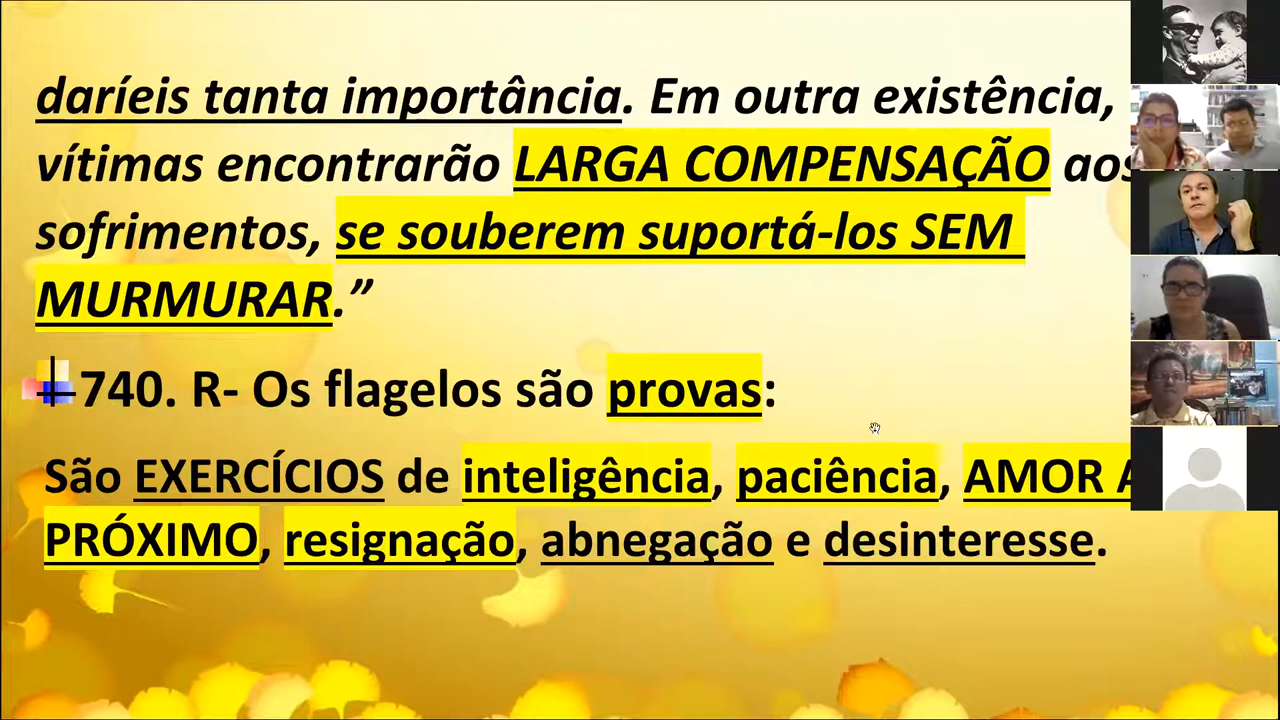 daríeis tanta importância. Em outra existência,
vítimas encontrarão LARGA COMPENSAÇÃO aos
sofrimentos, se souberem suportá-los SEM
MURMURAR.”
740. R- Os flagelos são provas:
São EXERCÍCIOS de inteligência, paciência, AMOR A
PRÓXIMO, resignação, abnegação e desinteresse.